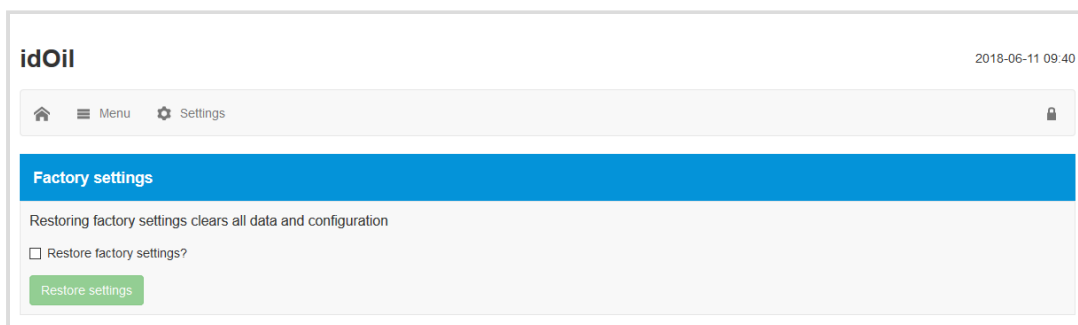 idOil
2018-06-11 09:40
Menu Settings
Factory settings
Restoring factory settings clears all data and configuration
Restore factory settings?
Restore settings